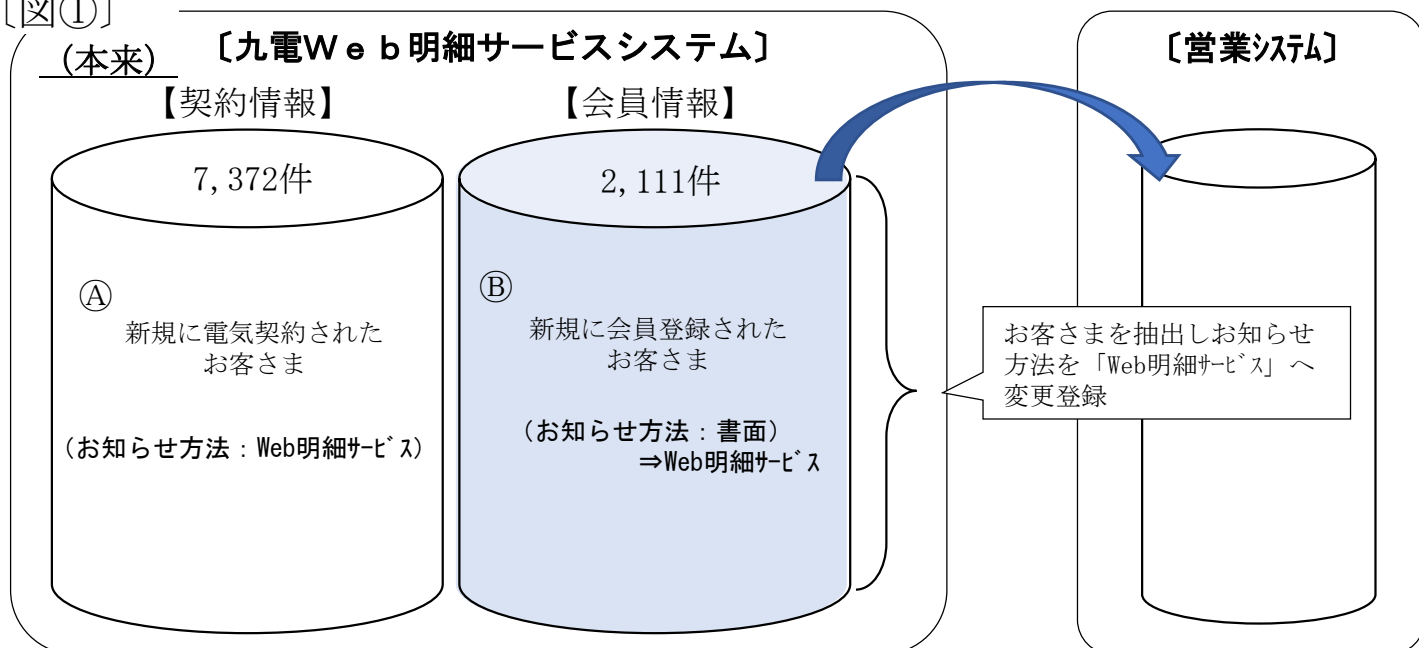 〔図①〕
(本来)
〔九電Ｗｅｂ明細サービスシステム〕
〔営業ｼｽﾃﾑ〕
【契約情報】
【会員情報】
7,372件
2,111件
Ⓐ
新規に電気契約された
お客さま
(お知らせ方法：Web明細ｻｰﾋﾞｽ)
Ⓑ
新規に会員登録された
お客さま
(お知らせ方法：書面)
⇒Web明細ｻｰﾋﾞｽ
お客さまを抽出しお知らせ
方法を「Web明細ｻｰﾋﾞｽ」へ
変更登録